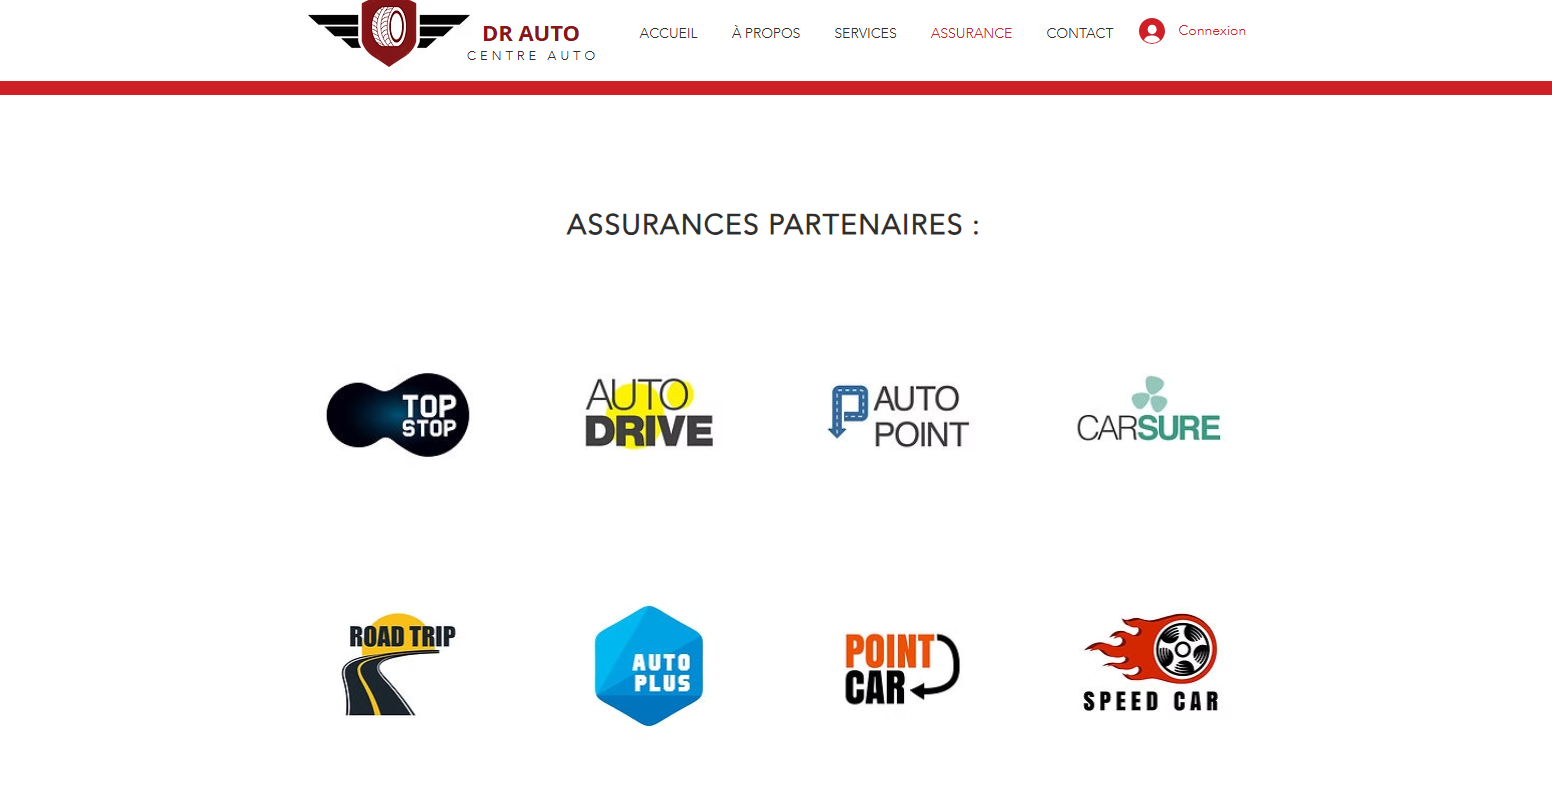 DR AUTO
CENTRE AUTO
ACCUEIL
À PROPOS
SERVICES
ASSURANCE
CONTACT
Connexion
ASSURANCES PARTENAIRES :
TOP
STOP
AUTO
DRIVE
AUTO
POINT
CARSURE
ROAD TRIP
AUTO
PLUS
POINT
CAR
SPEED CAR